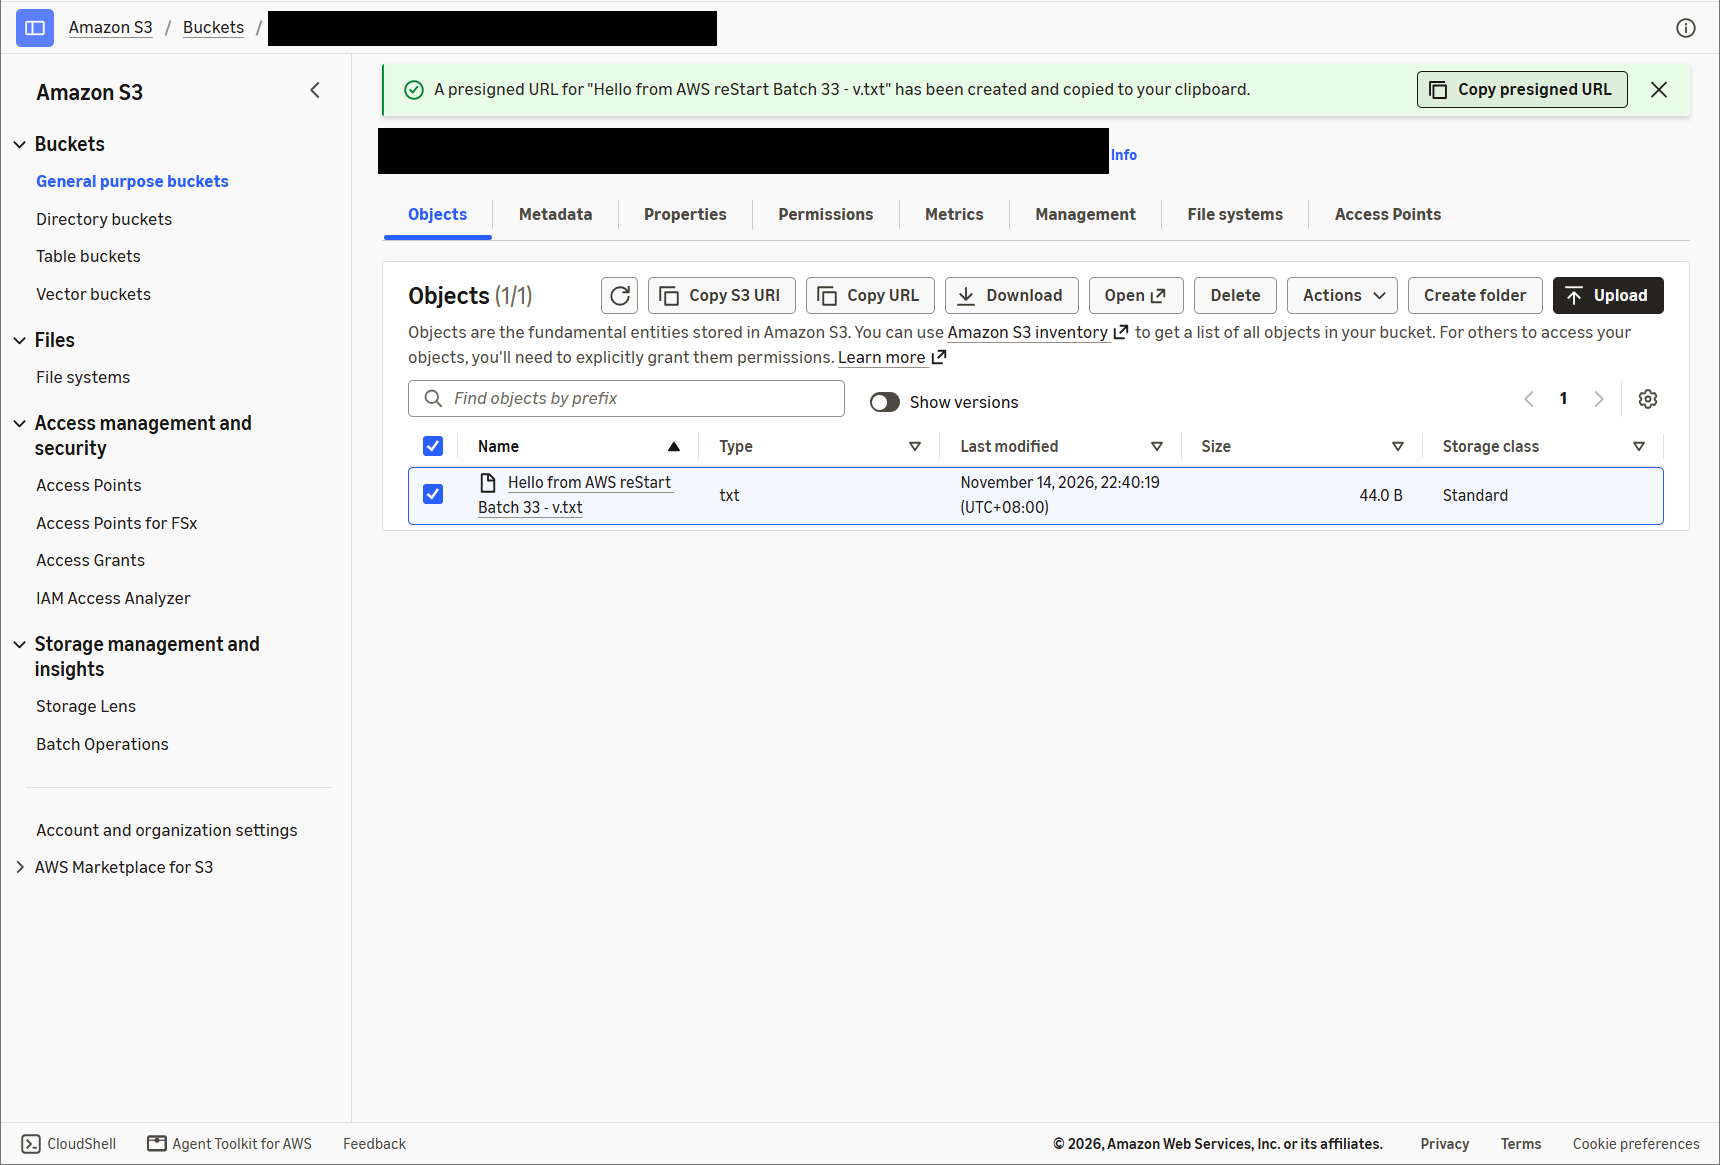 Amazon S3 / Buckets /
Amazon S3
Buckets
General purpose buckets
Directory buckets
Table buckets
Vector buckets
Files
File systems
Access management and
security
Access Points
Access Points for FSx
Access Grants
IAM Access Analyzer
Storage management and
insights
Storage Lens
Batch Operations
Account and organization settings
AWS Marketplace for S3
A presigned URL for "Hello from AWS reStart Batch 33 - v.txt" has been created and copied to your clipboard.
Copy presigned URL
Info
Objects Metadata Properties Permissions Metrics Management File systems Access Points
Objects (1/1)
Copy S3 URI Copy URL Download Open Delete Actions Create folder Upload
Objects are the fundamental entities stored in Amazon S3. You can use Amazon S3 inventory to get a list of all objects in your bucket. For others to access your
objects, you'll need to explicitly grant them permissions. Learn more
Find objects by prefix
Show versions
1
Name Type Last modified Size Storage class
Hello from AWS reStart
Batch 33 - v.txt
txt
November 14, 2026, 22:40:19
(UTC+08:00)
44.0 B
Standard
CloudShell Agent Toolkit for AWS Feedback © 2026, Amazon Web Services, Inc. or its affiliates. Privacy Terms Cookie preferences